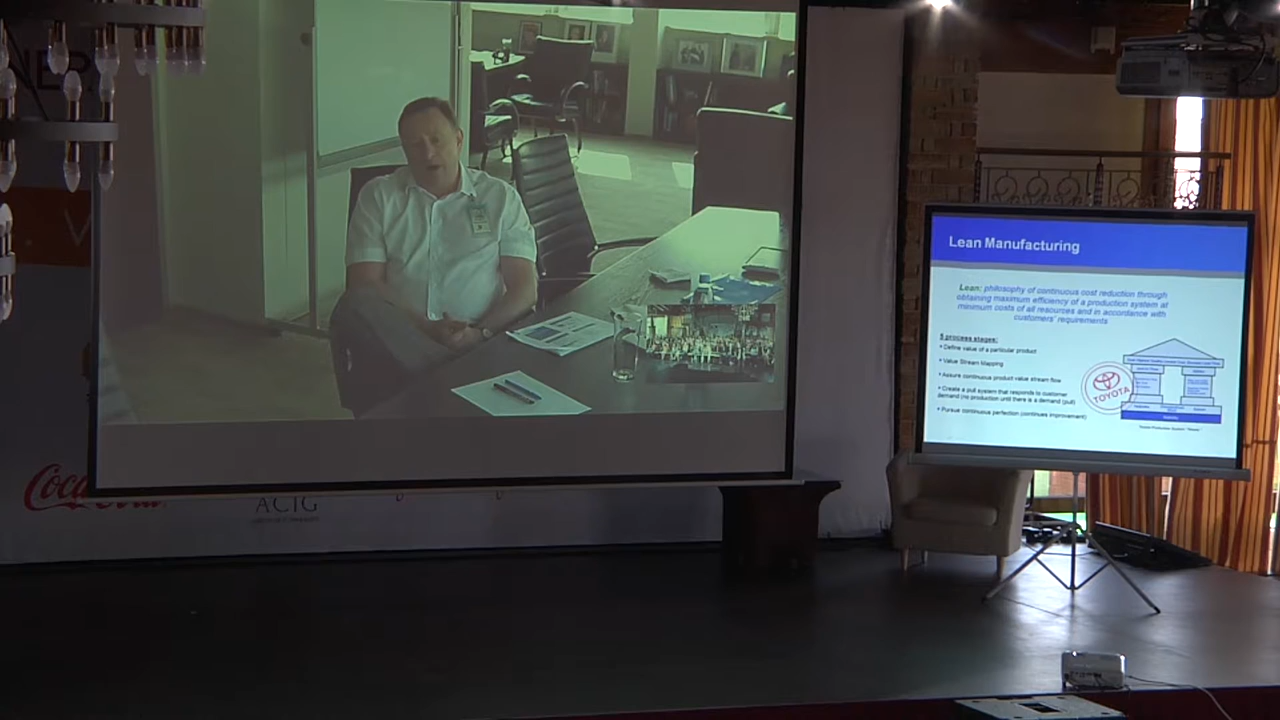 NER
V
Coca-Cola
ACIG
Lean Manufacturing
Lean: philosophy of continuous cost reduction through
obtaining maximum efficiency of a production system at
minimum costs of all resources and in accordance with
customers' requirements
5 process stages:
• Define value of a particular product
• Value Stream Mapping
• Assure continuous product value stream flow
• Create a pull system that responds to customer
demand (no production until there is a demand (pull)
• Pursue continuous perfection (continues improvement)
TOYOTA